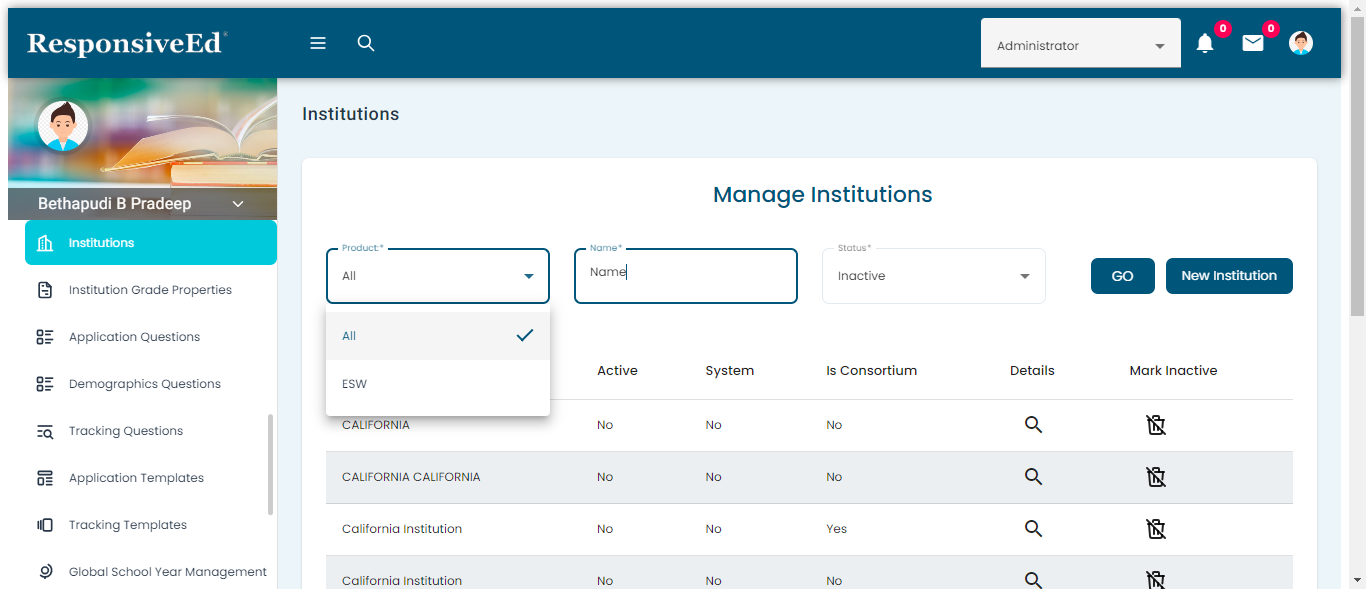 ResponsiveEd®
Administrator
0
0
Bethapudi B Pradeep
Institutions
Institution Grade Properties
Application Questions
Demographics Questions
Tracking Questions
Application Templates
Tracking Templates
Global School Year Management
Institutions
Manage Institutions
Product:*
All
Name*
Name
Status*
Inactive
GO
New Institution
All
ESW
Active System Is Consortium Details Mark Inactive
CALIFORNIA No No No
CALIFORNIA CALIFORNIA No No No
California Institution No No Yes
California Institution No No No